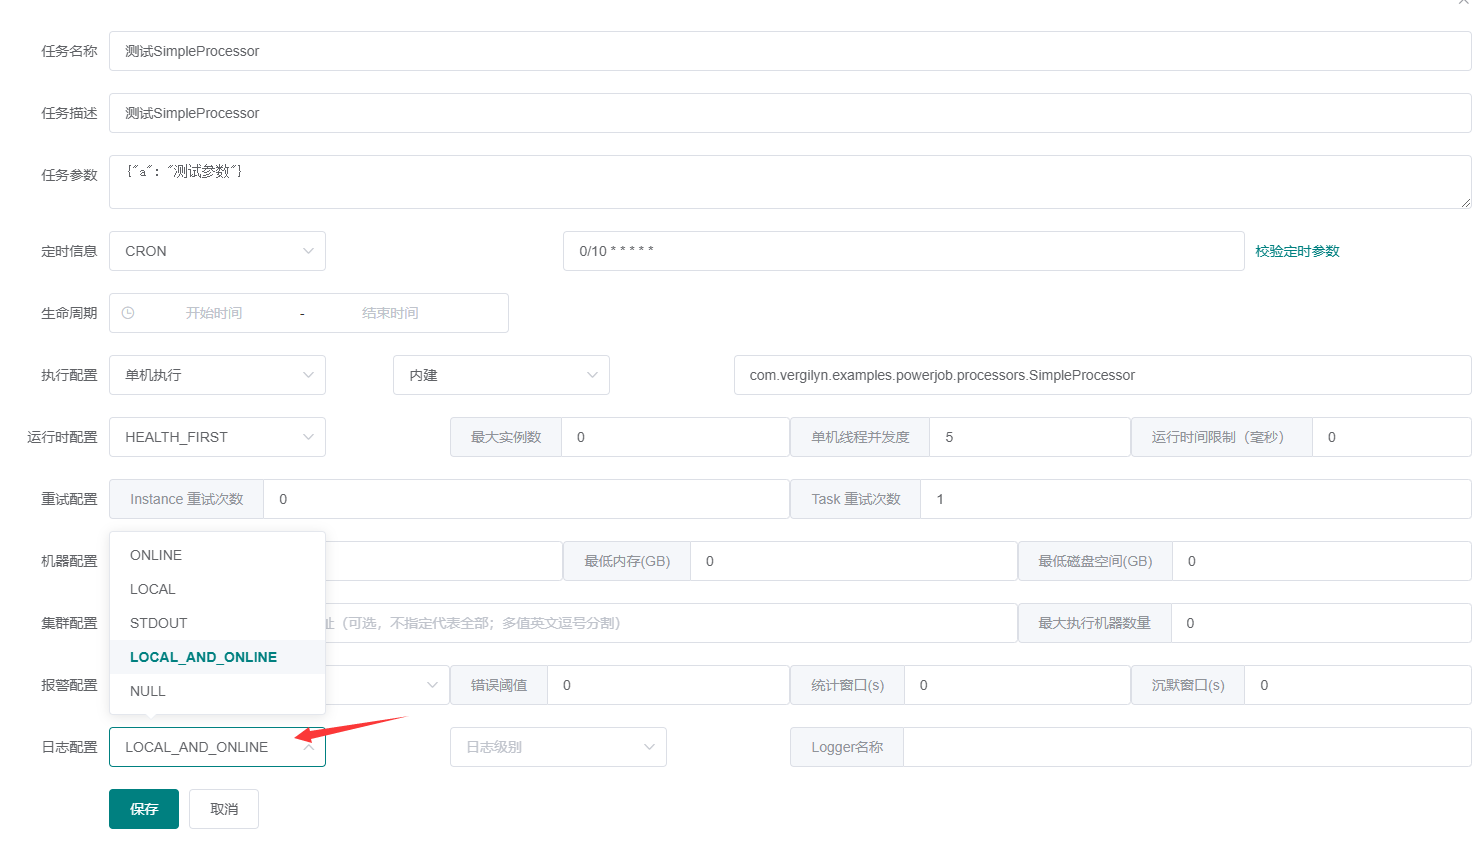 任务名称 测试SimpleProcessor
任务描述 测试SimpleProcessor
任务参数 {"a": "测试参数"}
定时信息 CRON 0/10 * * * * * 校验定时参数
生命周期 开始时间 - 结束时间
执行配置 单机执行 内建 com.vergilyn.examples.powerjob.processors.SimpleProcessor
运行时配置 HEALTH_FIRST 最大实例数 0 单机线程并发度 5 运行时间限制（毫秒） 0
重试配置 Instance 重试次数 0 Task 重试次数 1
ONLINE
机器配置 最低内存(GB) 0 最低磁盘空间(GB) 0
LOCAL
STDOUT
集群配置 （可选，不指定代表全部；多值英文逗号分割） 最大执行机器数量 0
LOCAL_AND_ONLINE
报警配置 错误阈值 0 统计窗口(s) 0 沉默窗口(s) 0
NULL
日志配置 LOCAL_AND_ONLINE 日志级别 Logger名称
保存 取消